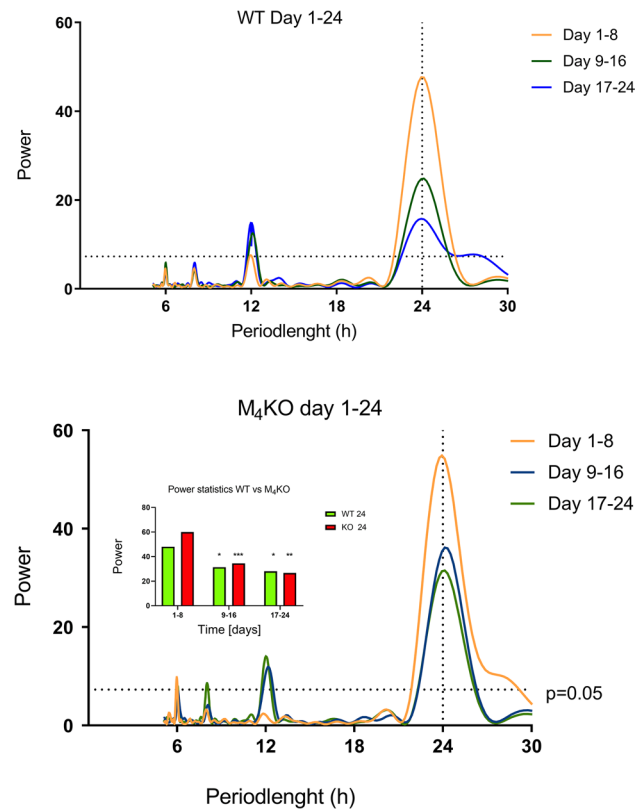 WT Day 1-24
60
40
20
0
Power
6 12 18 24 30
Periodlenght (h)
Day 1-8
Day 9-16
Day 17-24
M₄KO day 1-24
60
40
20
0
Power
6 12 18 24 30
Periodlenght (h)
Day 1-8
Day 9-16
Day 17-24
p=0.05
Power statistics WT vs M₄KO
80
60
40
20
0
Power
* *** * **
1-8 9-16 17-24
Time [days]
WT 24
KO 24